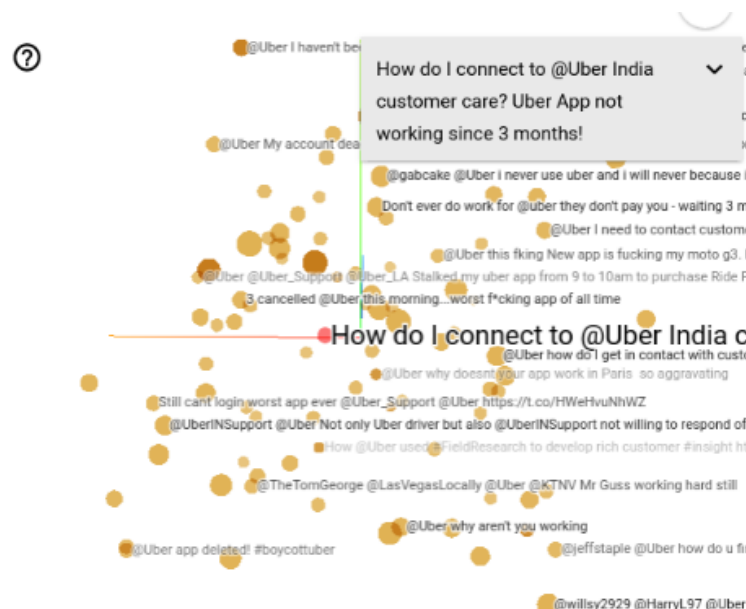 @Uber I haven't be
How do I connect to @Uber India
customer care? Uber App not
working since 3 months!
@Uber My account dea
@gabcake @Uber i never use uber and i will never because i
Don't ever do work for @uber they don't pay you - waiting 3 m
@Uber I need to contact custom
@Uber this fking New app is fucking my moto g3.
@Uber @Uber_Support @Uber_LA Stalked my uber app from 9 to 10am to purchase Ride P
3 cancelled @Uber this morning...worst f*cking app of all time
How do I connect to @Uber India c
@Uber how do I get in contact with custo
@Uber why doesnt your app work in Paris so aggravating
Still cant login worst app ever @Uber_Support @Uber https://t.co/HWeHvuNhWZ
@UberINSupport @Uber Not only Uber driver but also @UberINSupport not willing to respond of
How @Uber used #FieldResearch to develop rich customer #insight ht
@TheTomGeorge @LasVegasLocally @Uber @KTNV Mr Guss working hard still
@Uber why aren't you working
@Uber app deleted! #boycottuber
@jeffstaple @Uber how do u fi
@willsy2929 @HarryL97 @Uber